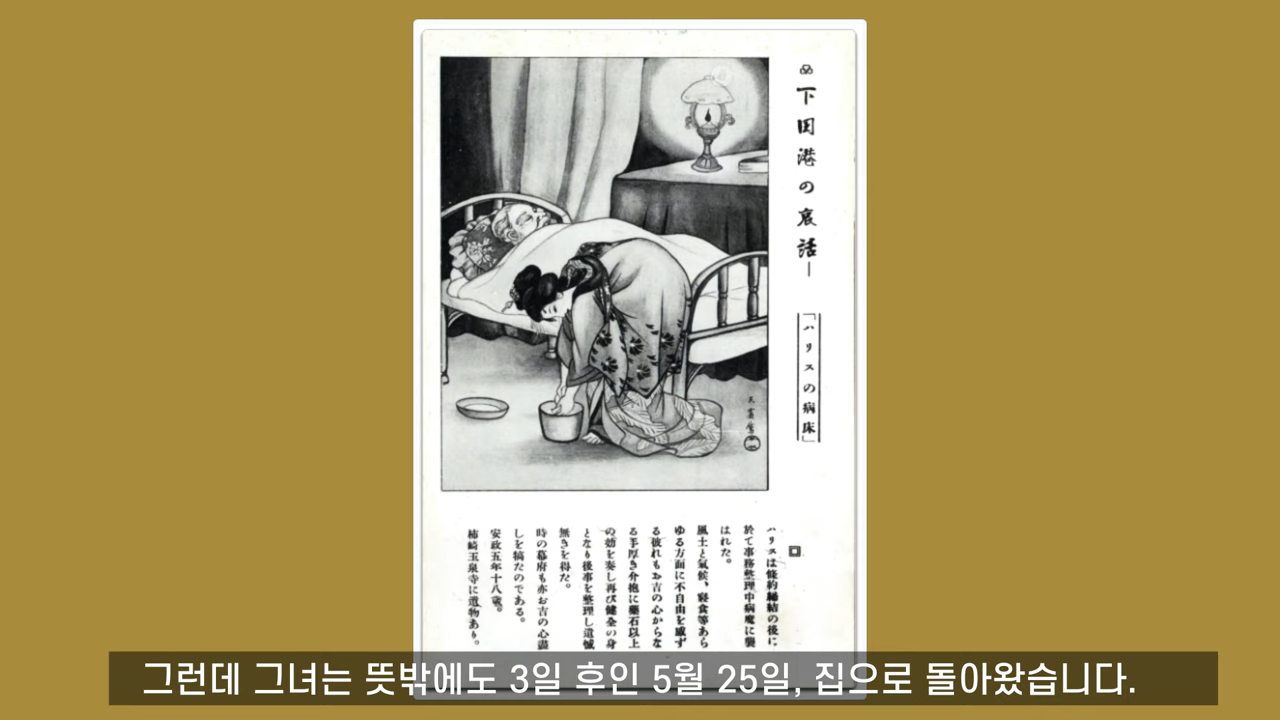 下田港の哀話―
「ハリスの病床」
ハリスは條約締結の後に
於て事務整理中病魔に襲
はれた。
風土と氣候、寝食等あら
ゆる方面に不自由を感ず
る彼れもお吉の心からな
る手厚き介抱に藥石以上
の効を奏し再び健全の身
となり後事を整理し遺憾
無きを得た。
時の幕府も亦お吉の心盡
しを犒たのである。
安政五年十八歳。
柿崎玉泉寺に遺物あり。
그런데 그녀는 뜻밖에도 3일 후인 5월 25일, 집으로 돌아왔습니다.